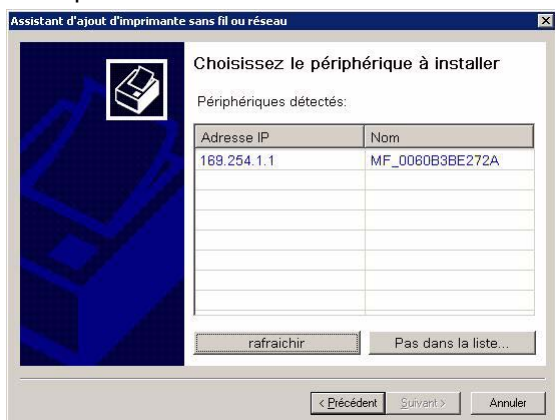 Assistant d'ajout d'imprimante sans fil ou réseau
Choisissez le périphérique à installer
Périphériques détectés:
Adresse IP Nom
169.254.1.1 MF_0060B3BE272A
rafraichir Pas dans la liste...
< Précédent Suivant > Annuler